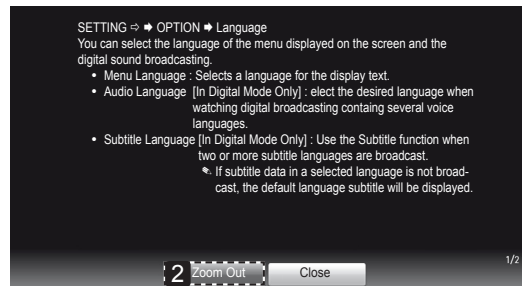 SETTING ⇨ ➡ OPTION ➡ Language
You can select the language of the menu displayed on the screen and the
digital sound broadcasting.
• Menu Language : Selects a language for the display text.
• Audio Language [In Digital Mode Only] : elect the desired language when
watching digital broadcasting containg several voice
languages.
• Subtitle Language [In Digital Mode Only] : Use the Subtitle function when
two or more subtitle languages are broadcast.
✎ If subtitle data in a selected language is not broad-
cast, the default language subtitle will be displayed.
1/2
2 Zoom Out Close